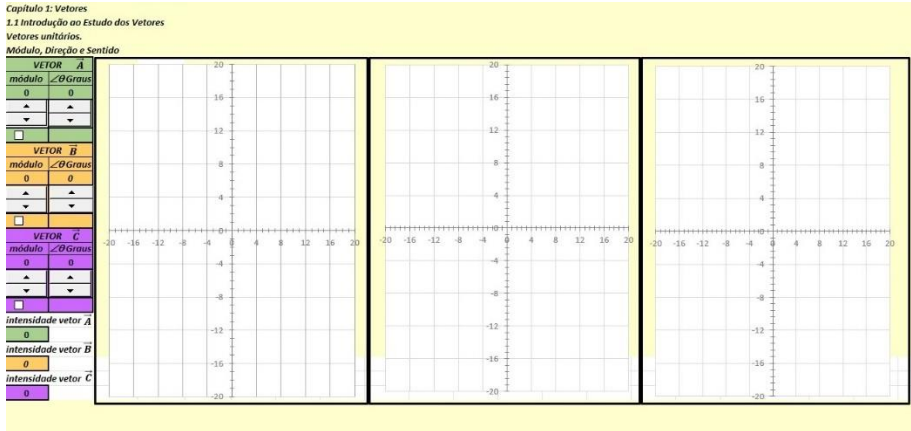 Capítulo 1: Vetores
1.1 Introdução ao Estudo dos Vetores
Vetores unitários.
Módulo, Direção e Sentido
VETOR A
módulo ∠θGraus
0 0
VETOR B
módulo ∠θGraus
0 0
VETOR C
módulo ∠θGraus
0 0
intensidade vetor A
0
intensidade vetor B
0
intensidade vetor C
0
20
16
12
8
4
-20 -16 -12 -8 -4 0 4 8 12 16 20
-4
-8
-12
-16
-20
20
16
12
8
4
-20 -16 -12 -8 -4 0 4 8 12 16 20
-4
-8
-12
-16
-20
20
16
12
8
4
-20 -16 -12 -8 -4 0 4 8 12 16 20
-4
-8
-12
-16
-20